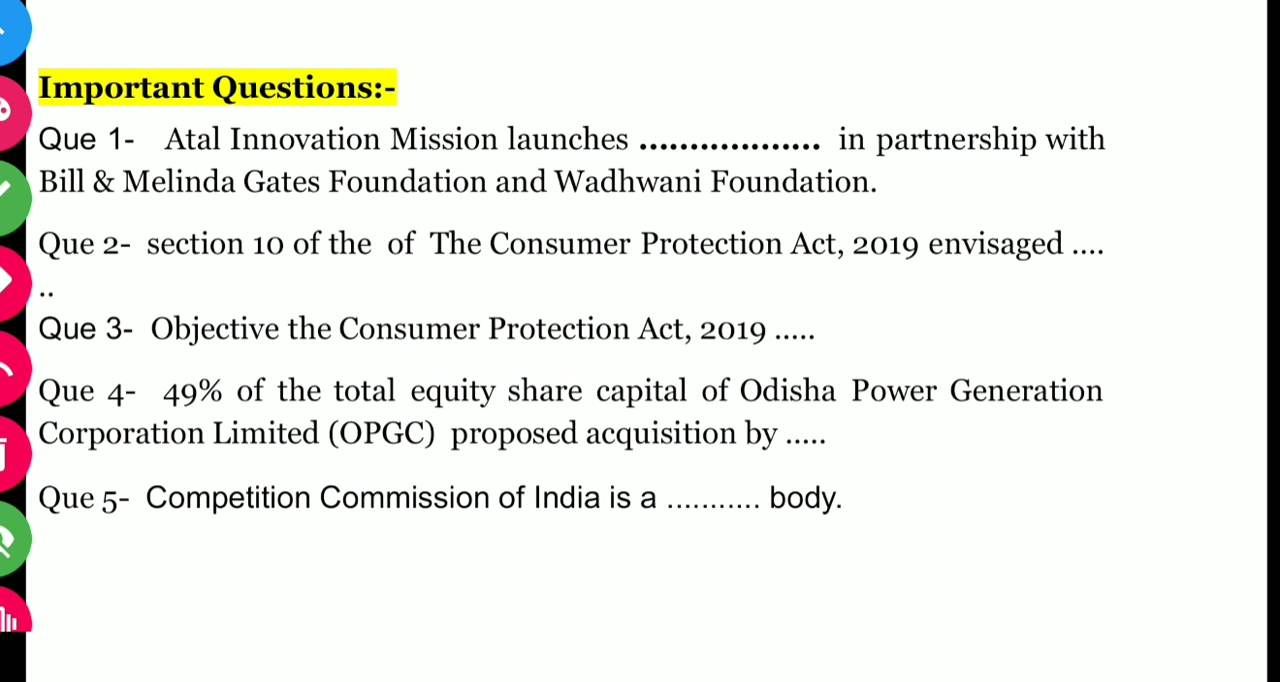 Important Questions:-
Que 1- Atal Innovation Mission launches .................. in partnership with
Bill & Melinda Gates Foundation and Wadhwani Foundation.
Que 2- section 10 of the of The Consumer Protection Act, 2019 envisaged ....
..
Que 3- Objective the Consumer Protection Act, 2019 .....
Que 4- 49% of the total equity share capital of Odisha Power Generation
Corporation Limited (OPGC) proposed acquisition by .....
Que 5- Competition Commission of India is a ........... body.